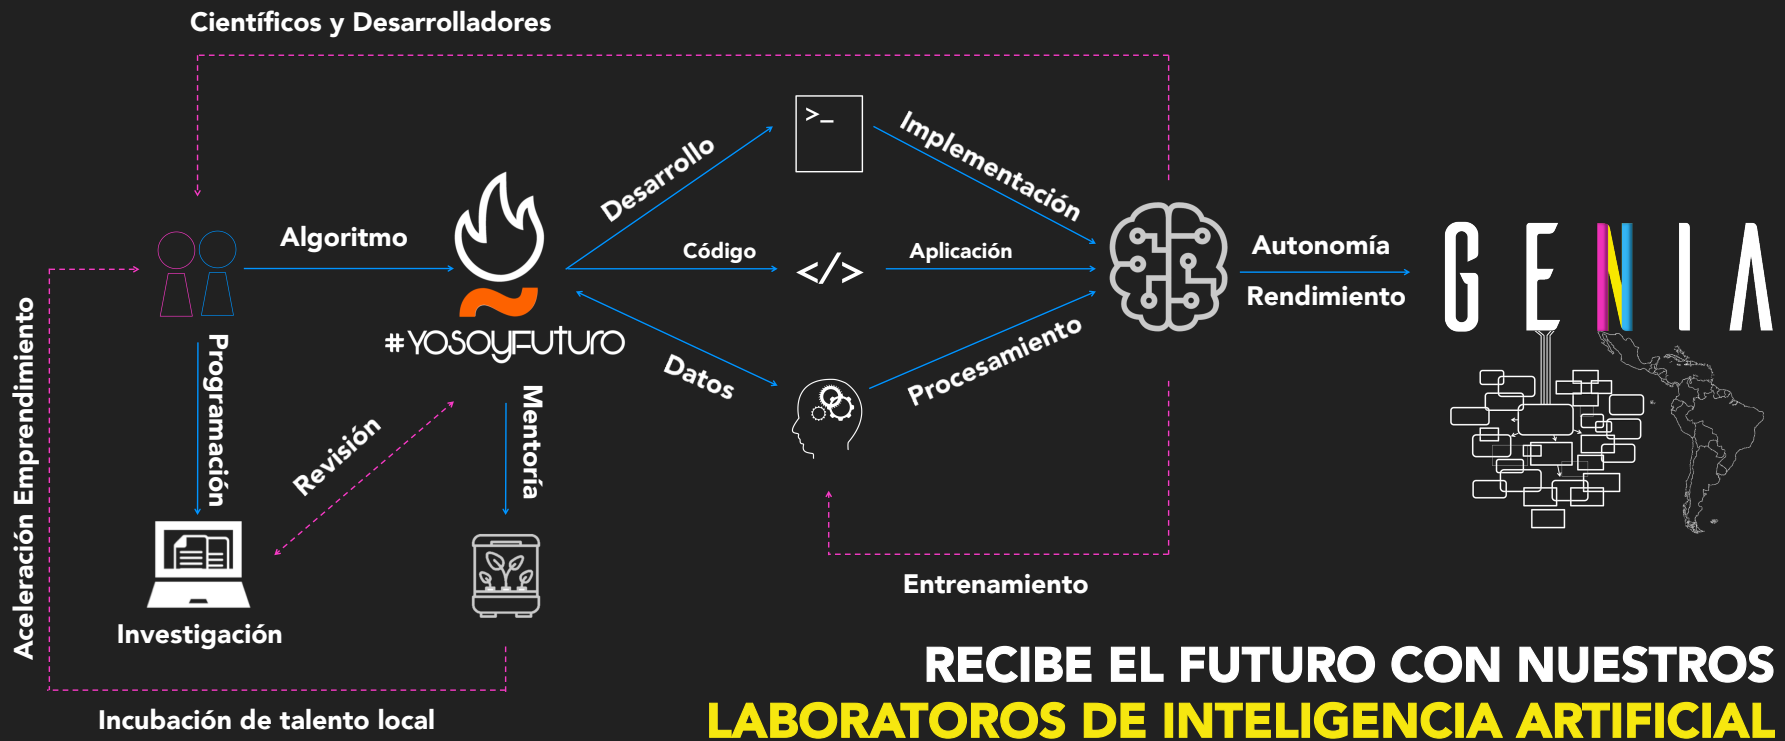 Científicos y Desarrolladores
>_
Desarrollo
Implementación
Algoritmo
Código
</>
Aplicación
Autonomía
Rendimiento
GENIA
#YOSOYFUTURO
Datos
Procesamiento
Programación
Mentoría
Revisión
Aceleración Emprendimiento
Investigación
Entrenamiento
Incubación de talento local
RECIBE EL FUTURO CON NUESTROS
LABORATOROS DE INTELIGENCIA ARTIFICIAL